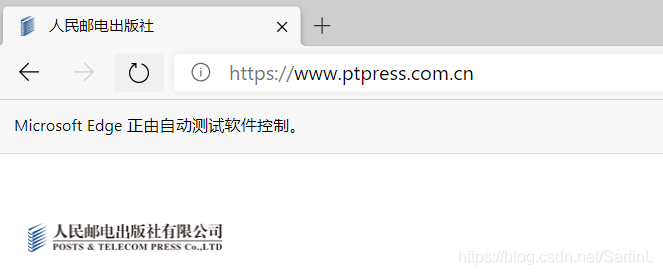 人民邮电出版社
https://www.ptpress.com.cn
Microsoft Edge 正由自动测试软件控制。
人民邮电出版社有限公司
POSTS & TELECOM PRESS Co.,LTD
https://blog.csdn.net/SartinL